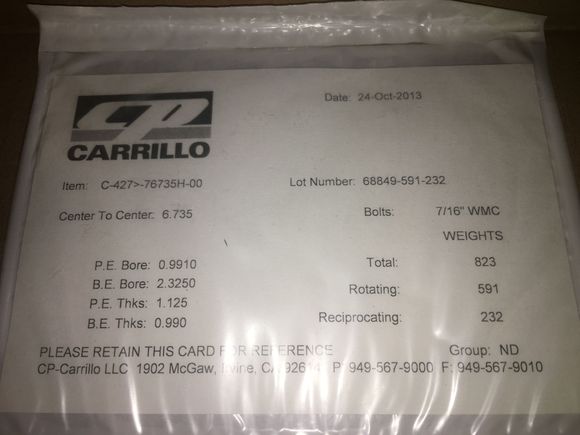 CP
CARRILLO
Date: 24-Oct-2013
Item: C-427>-76735H-00
Lot Number: 68849-591-232
Center To Center: 6.735
Bolts: 7/16" WMC
WEIGHTS
P.E. Bore: 0.9910
Total: 823
B.E. Bore: 2.3250
Rotating: 591
P.E. Thks: 1.125
Reciprocating: 232
B.E. Thks: 0.990
PLEASE RETAIN THIS CARD FOR REFERENCE
Group: ND
CP-Carrillo LLC 1902 McGaw, Irvine, CA 92614 P: 949-567-9000 F: 949-567-9010